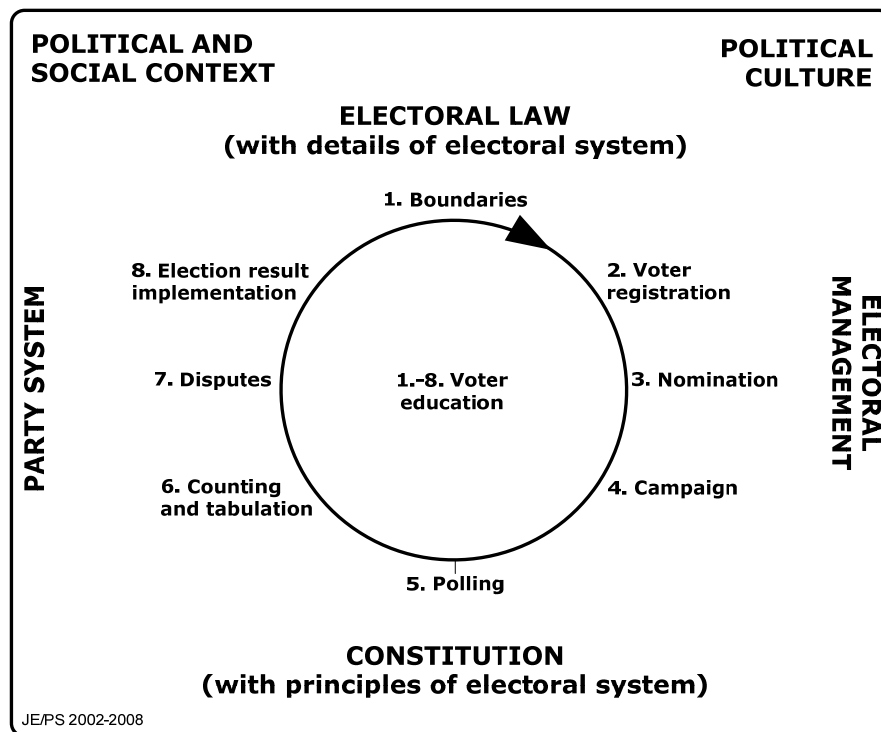 POLITICAL AND
SOCIAL CONTEXT
POLITICAL
CULTURE
ELECTORAL LAW
(with details of electoral system)
1. Boundaries
8. Election result
implementation
2. Voter
registration
PARTY SYSTEM
7. Disputes
1.-8. Voter
education
3. Nomination
ELECTORAL
MANAGEMENT
6. Counting
and tabulation
4. Campaign
5. Polling
CONSTITUTION
(with principles of electoral system)
JE/PS 2002-2008